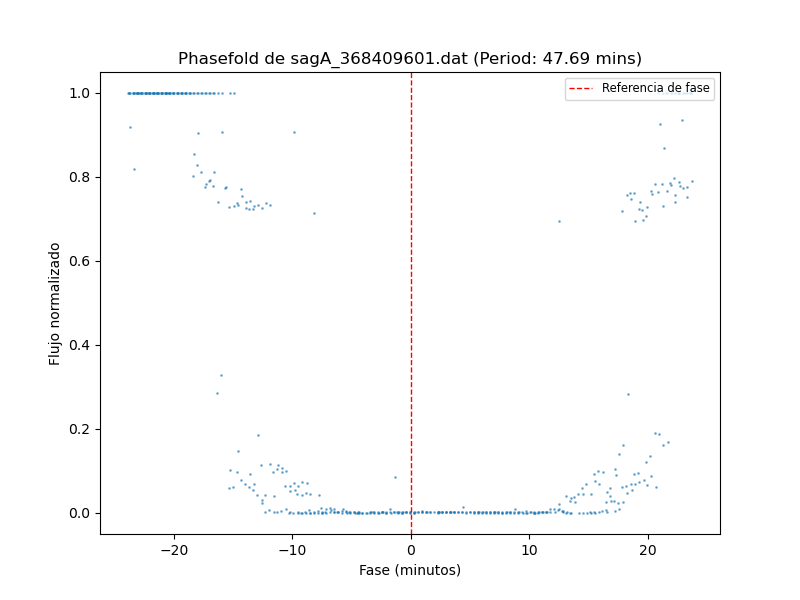 Phasefold de sagA_368409601.dat (Period: 47.69 mins)
Referencia de fase
Flujo normalizado
1.0
0.8
0.6
0.4
0.2
0.0
−20 −10 0 10 20
Fase (minutos)